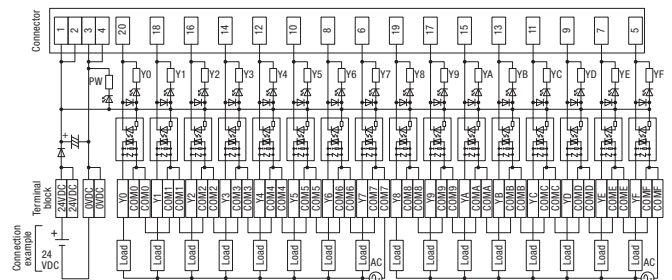 Connector
1 2 3 4 20 18 16 14 12 10 8 6 19 17 15 13 11 9 7 5
PW Y0 Y1 Y2 Y3 Y4 Y5 Y6 Y7 Y8 Y9 YA YB YC YD YE YF
+
Terminal block
24VDC 24VDC 0VDC 0VDC Y0 COM0 COM0 Y1 COM1 COM1 Y2 COM2 COM2 Y3 COM3 COM3 Y4 COM4 COM4 Y5 COM5 COM5 Y6 COM6 COM6 Y7 COM7 COM7 Y8 COM8 COM8 Y9 COM9 COM9 YA COMA COMA YB COMB COMB YC COMC COMC YD COMD COMD YE COME COME YF COMF COMF
Connection example
+
24
VDC
Load Load Load Load Load Load Load Load AC Load Load Load Load Load Load Load Load AC